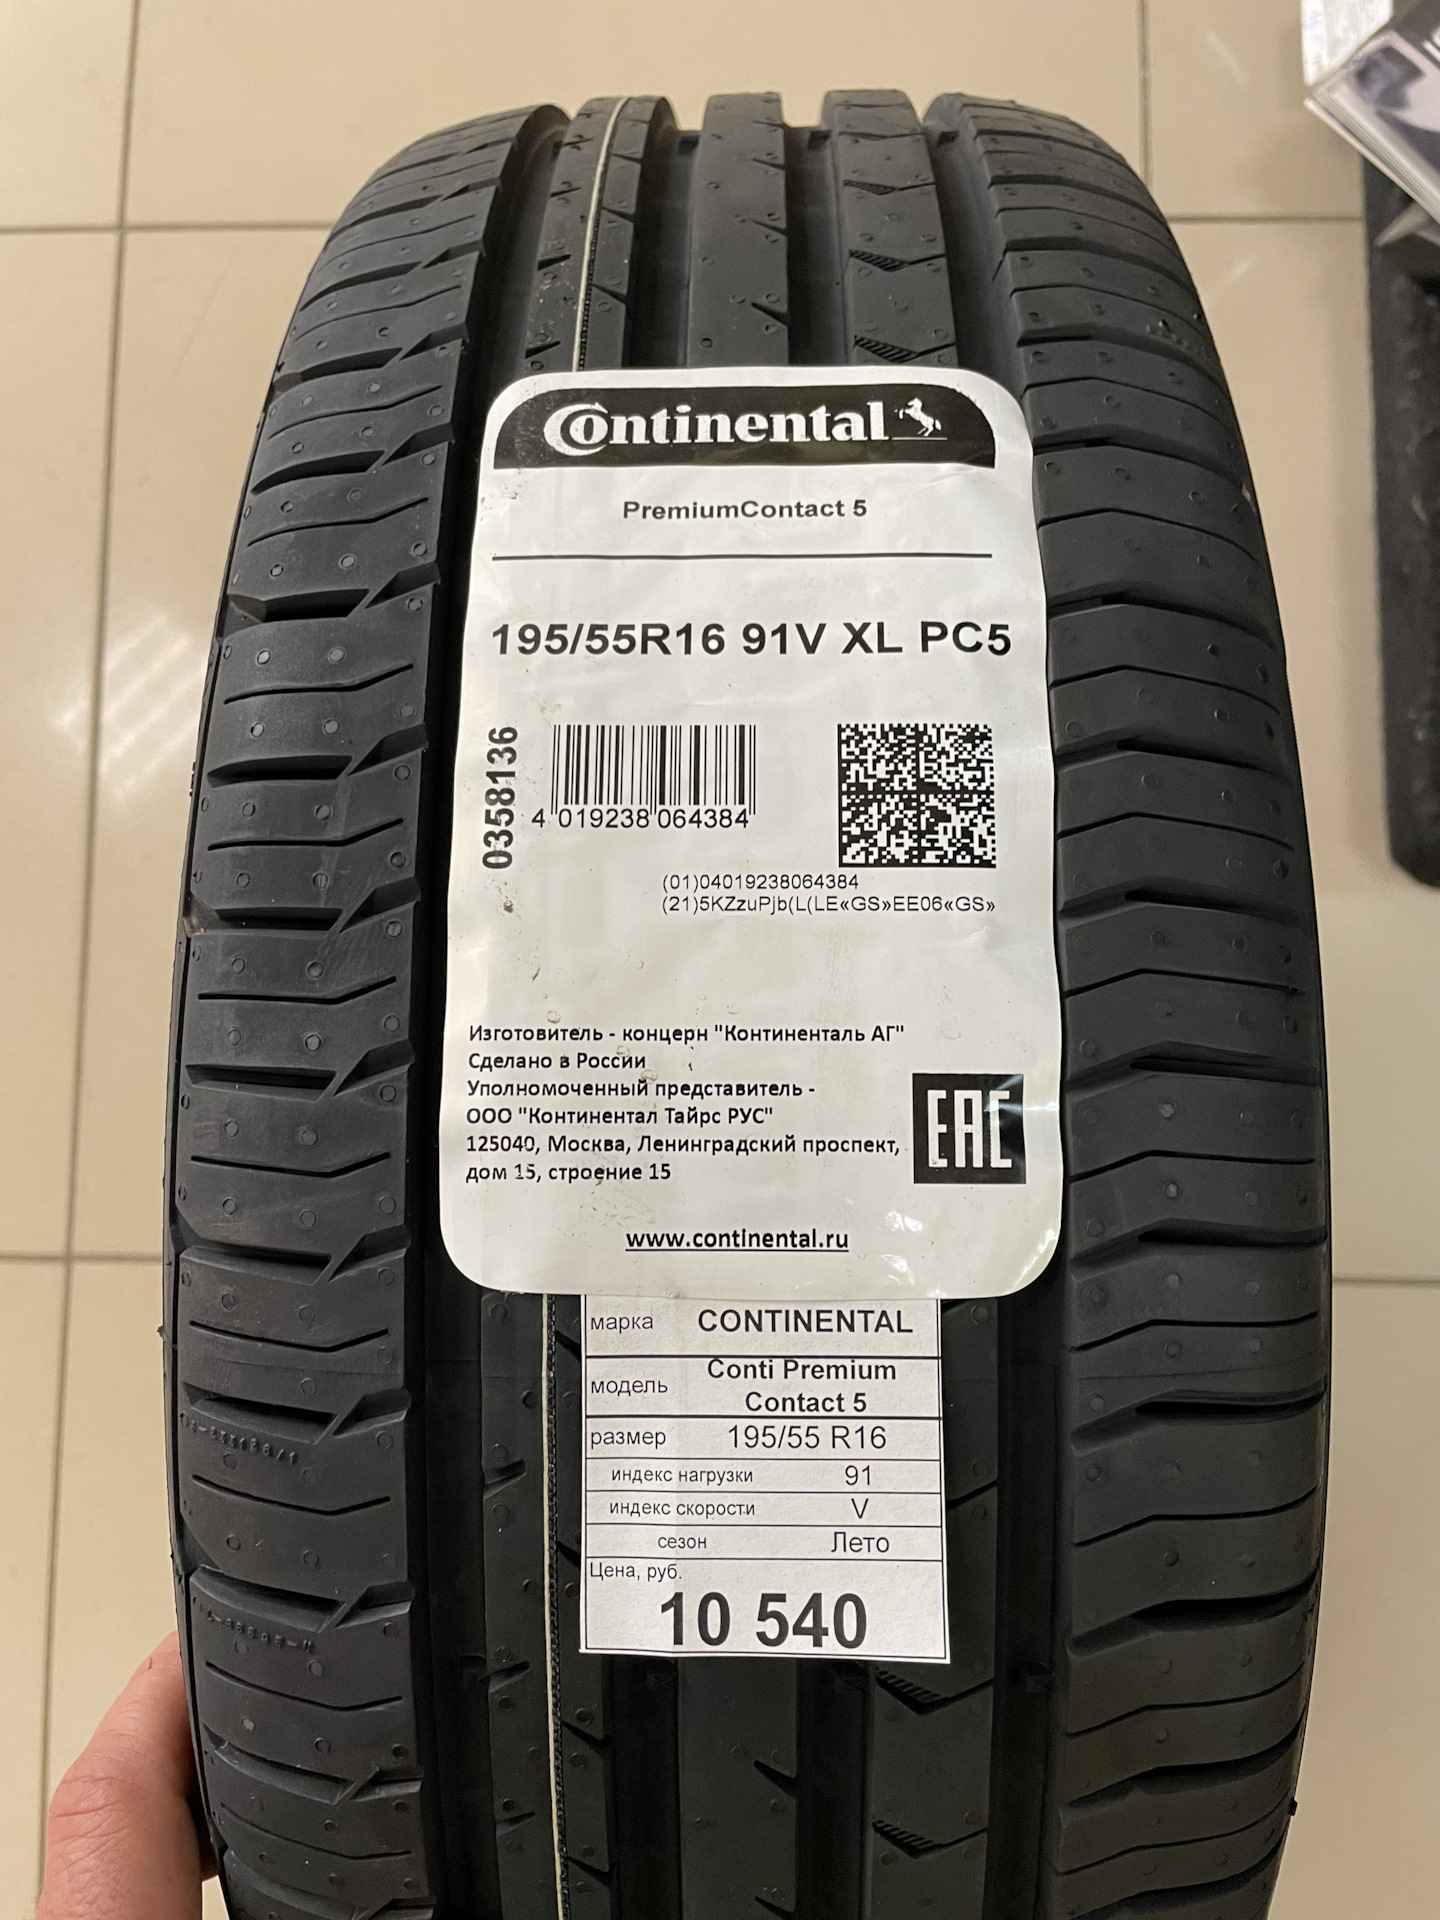 Continental
PremiumContact 5
195/55R16 91V XL PC5
0358136
4 019238 064384
(01)04019238064384
(21)5KZzuPjb(L(LE«GS»EE06«GS»
Изготовитель - концерн "Континенталь АГ"
Сделано в России
Уполномоченный представитель -
ООО "Континентал Тайрс РУС"
125040, Москва, Ленинградский проспект,
дом 15, строение 15
EAC
www.continental.ru
марка CONTINENTAL
модель Conti Premium
Contact 5
размер 195/55 R16
индекс нагрузки 91
индекс скорости V
сезон Лето
Цена, руб.
10 540